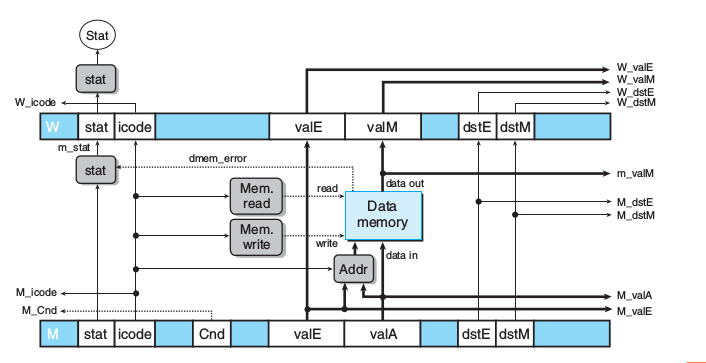 Stat
stat
W_valE
W_valM
W_dstE
W_dstM
W_icode
W stat icode valE valM dstE dstM
m_stat
stat
dmem_error
m_valM
data out
Mem.
read
read
Data
memory
M_dstE
M_dstM
Mem.
write
write
data in
Addr
M_icode
M_Cnd
M_valA
M_valE
M stat icode Cnd valE valA dstE dstM